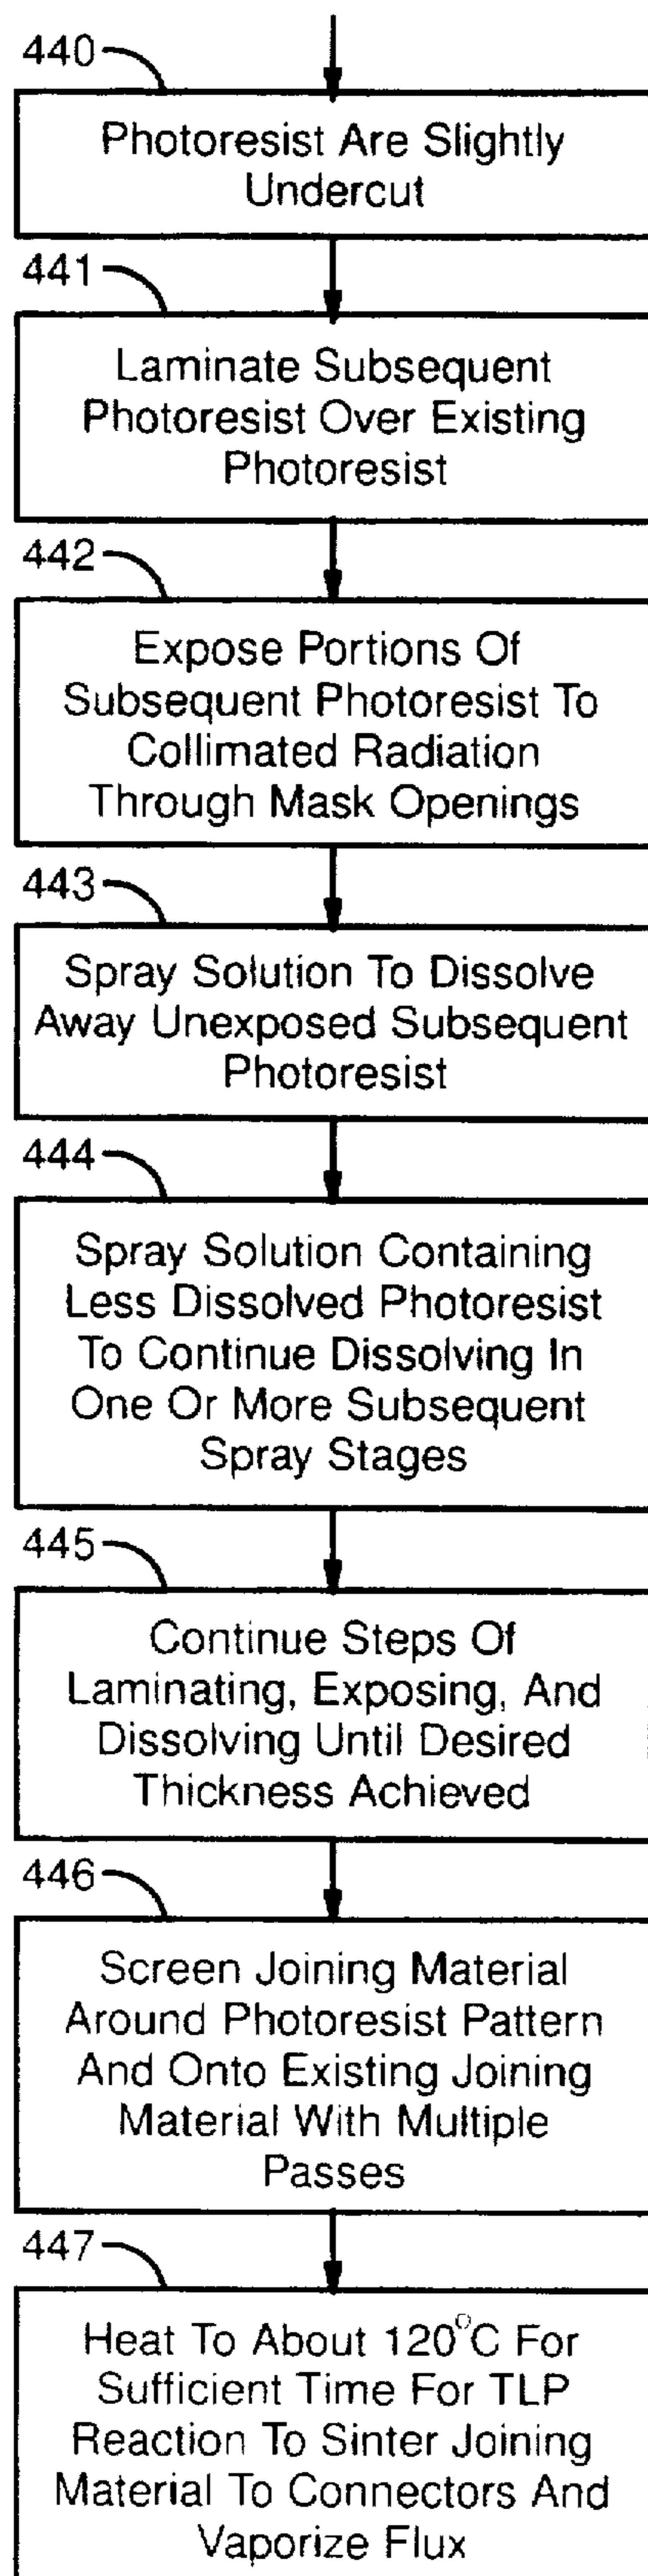 440
Photoresist Are Slightly
Undercut
441
Laminate Subsequent
Photoresist Over Existing
Photoresist
442
Expose Portions Of
Subsequent Photoresist To
Collimated Radiation
Through Mask Openings
443
Spray Solution To Dissolve
Away Unexposed Subsequent
Photoresist
444
Spray Solution Containing
Less Dissolved Photoresist
To Continue Dissolving In
One Or More Subsequent
Spray Stages
445
Continue Steps Of
Laminating, Exposing, And
Dissolving Until Desired
Thickness Achieved
446
Screen Joining Material
Around Photoresist Pattern
And Onto Existing Joining
Material With Multiple
Passes
447
Heat To About 120°C For
Sufficient Time For TLP
Reaction To Sinter Joining
Material To Connectors And
Vaporize Flux